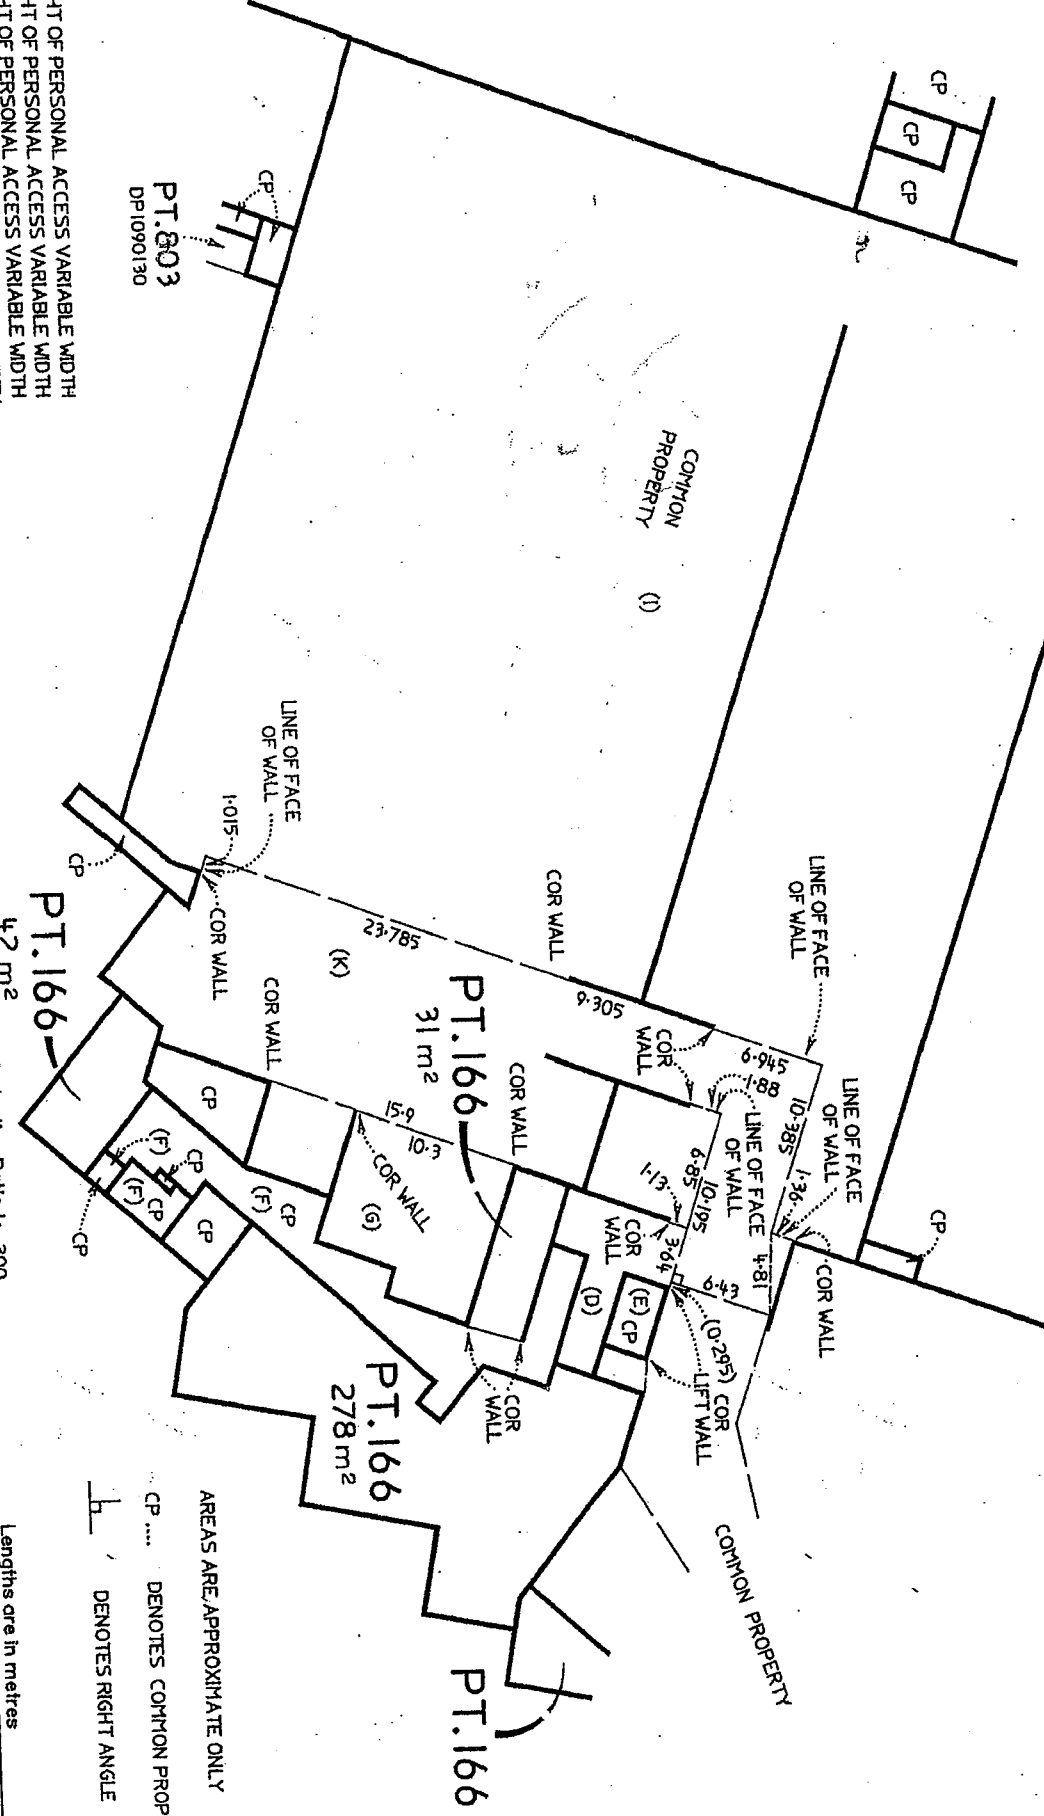 CP
CP
CP
COMMON
PROPERTY
(I)
CP
LINE OF FACE
OF WALL
LINE OF FACE
OF WALL
CP
COR WALL
COR WALL
9.305
COR
WALL
6.945
1.88
10.385
1.36
LINE OF FACE
OF WALL
4.81
6.85
10.195
1.13
3.64
6.43
COR
WALL
(0.295)
COR
LIFT WALL
(E)
CP
(D)
COMMON PROPERTY
PT.803
DP1090130
CP
LINE OF FACE
OF WALL
1.015
COR WALL
23.785
(K)
PT.166
31 m²
COR WALL
COR WALL
15.9
10.3
COR WALL
(G)
COR
WALL
PT.166
278 m²
PT.166
CP
PT.166
42 m²
CP
(F)
CP
(F)
CP
(F)
CP
CP
CP
HT OF PERSONAL ACCESS VARIABLE WIDTH
HT OF PERSONAL ACCESS VARIABLE WIDTH
HT OF PERSONAL ACCESS VARIABLE WIDTH
AREAS ARE APPROXIMATE ONLY
CP .... DENOTES COMMON PROP
DENOTES RIGHT ANGLE
Lengths are in metres